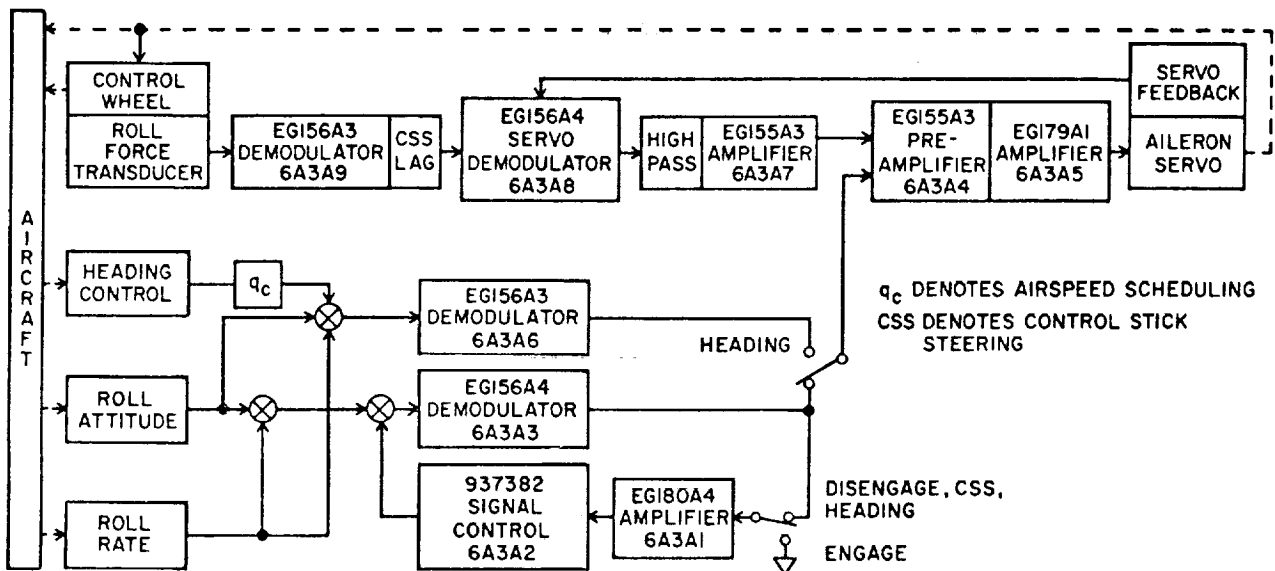 AIRCRAFT
CONTROL
WHEEL
ROLL
FORCE
TRANSDUCER
EG156A3
DEMODULATOR
6A3A9
CSS
LAG
EG156A4
SERVO
DEMODULATOR
6A3A8
HIGH
PASS
EG155A3
AMPLIFIER
6A3A7
EG155A3
PRE-
AMPLIFIER
6A3A4
EG179A1
AMPLIFIER
6A3A5
SERVO
FEEDBACK
AILERON
SERVO
HEADING
CONTROL
qc
EG156A3
DEMODULATOR
6A3A6
HEADING
qc DENOTES AIRSPEED SCHEDULING
CSS DENOTES CONTROL STICK
STEERING
ROLL
ATTITUDE
EG156A4
DEMODULATOR
6A3A3
ROLL
RATE
937382
SIGNAL
CONTROL
6A3A2
EG180A4
AMPLIFIER
6A3A1
DISENGAGE, CSS,
HEADING
ENGAGE